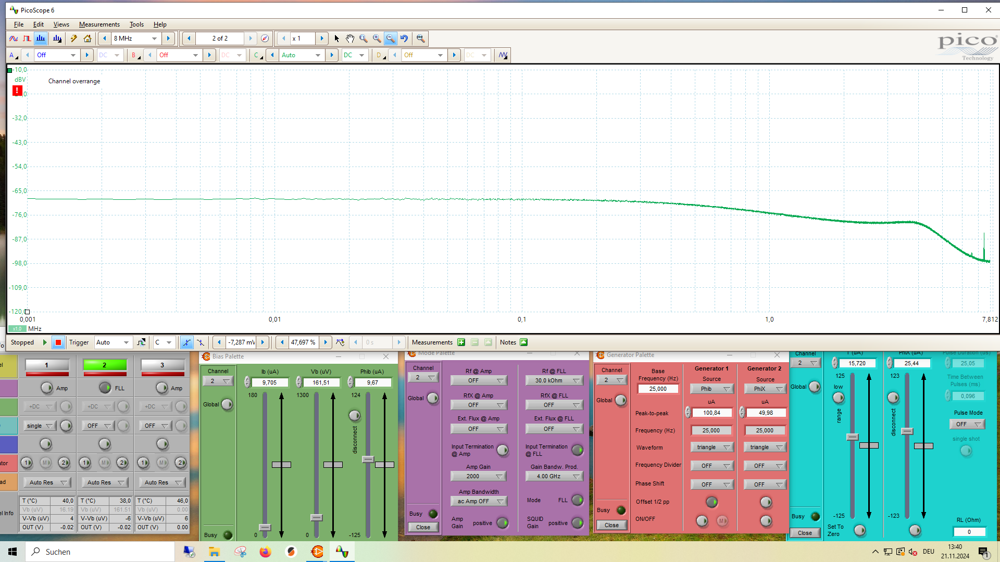 PicoScope 6
File Edit Views Measurements Tools Help
8 MHz 2 of 2 x 1
pico
Technology
A Off DC B Off DC C Auto DC D Off DC
-10,0
dBV
Channel overrange
!
-32,0
-43,0
-54,0
-65,0
-76,0
-87,0
-98,0
-109,0
-120,0
0,001 0,01 0,1 1,0 7,812
x1.0 MHz
Stopped Trigger Auto C -7,287 mV 47,697 % 0 s Measurements Notes
1 2 3
Amp FLL Amp
+DC +DC +DC
single OFF OFF
1 M 2 1 M 2 1 M 2
Auto Res Auto Res Auto Res
T (°C) 40,0 T (°C) 38,0 T (°C) 46,0
Vb (uV) 16.19 Vb (uV) 161.51 Vb (uV) 0.00
V-Vb (uV) 4 V-Vb (uV) -6 V-Vb (uV) 6
OUT (V) -0.02 OUT (V) -0.02 OUT (V) 0.00
el Info
Bias Palette
Channel
2
Global
Ib (uA) Vb (uV) Phib (uA)
9,705 161,51 9,67
180 1300 124
disconnect
0 0 -125
Busy
Mode Palette
Channel
2
Global
Rf @ Amp Rf @ FLL
OFF 30.0 kOhm
RfX @ Amp RfX @ FLL
OFF OFF
Ext. Flux @ Amp Ext. Flux @ FLL
OFF OFF
Input Termination @ Amp Input Termination @ FLL
Amp Gain Gain Bandw. Prod.
2000 4.00 GHz
Amp Bandwidth
ac Amp OFF Mode FLL
Amp Gain positive SQUID Gain positive
Busy
Close
Generator Palette
Channel
2
Global
Base Frequency (Hz)
25,000
Generator 1 Generator 2
Source Source
Phib PhiX
uA uA
Peak-to-peak 100,84 49,98
Frequency (Hz) 25,000 25,000
Waveform triangle triangle
Frequency Divider OFF OFF
Phase Shift OFF OFF
Offset 1/2 pp
ON/OFF M
Busy
Close
Channel
2
Global
I (uA) PhiX (uA)
15,720 25,44
125 123
low
range
disconnect
-125 -123
Set To Zero
Busy
Close
Pulse Duration (us)
25,05
Time Between Pulses (ms)
0,096
Pulse Mode
OFF
single shot
RL (Ohm)
0
Suchen
DEU
13:40
21.11.2024
1